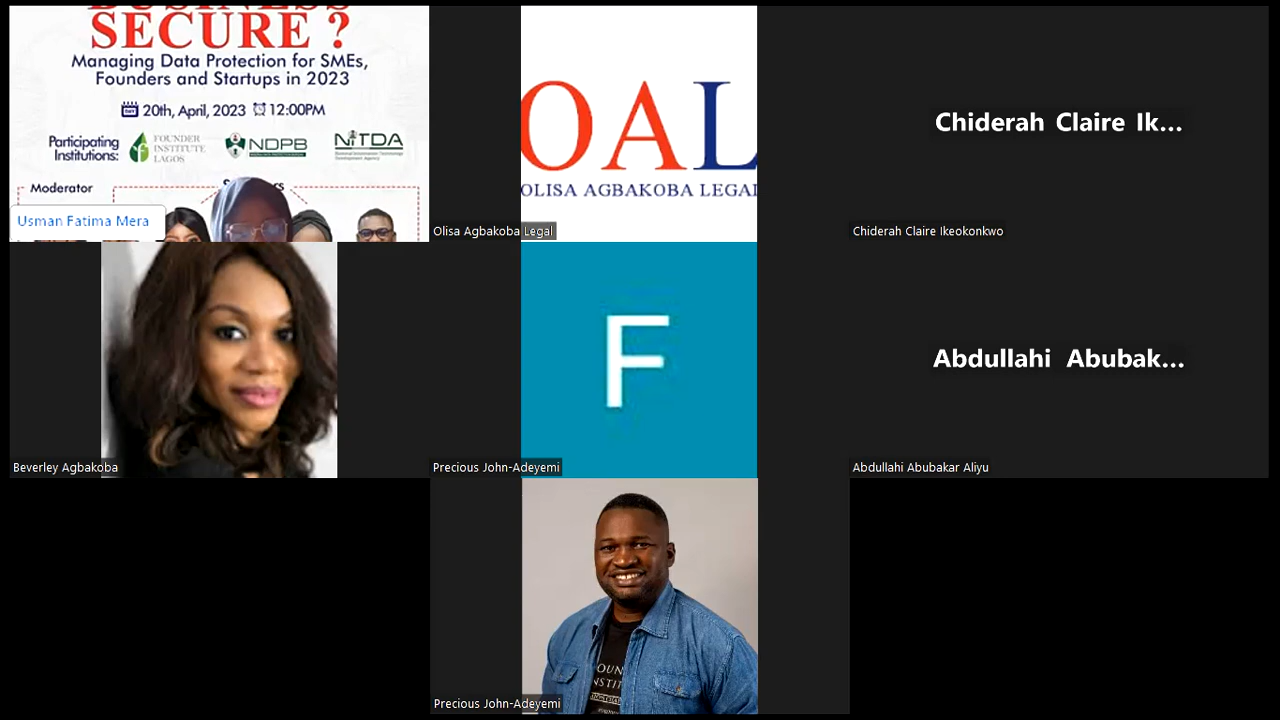 BUSINESS
SECURE ?
Managing Data Protection for SMEs,
Founders and Startups in 2023
20th, April, 2023 12:00PM
Participating
Institutions:
FOUNDER
INSTITUTE
LAGOS
NDPB
NITDA
Moderator
Usman Fatima Mera
OAL
OLISA AGBAKOBA LEGAL
Olisa Agbakoba Legal
Chiderah Claire Ik...
Chiderah Claire Ikeokonkwo
Beverley Agbakoba
F
Precious John-Adeyemi
Abdullahi Abubak...
Abdullahi Abubakar Aliyu
Precious John-Adeyemi